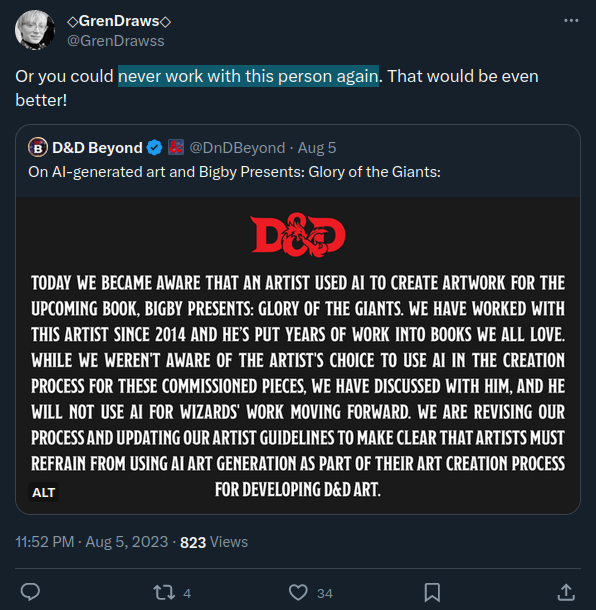 ◇GrenDraws◇
@GrenDrawss
Or you could never work with this person again. That would be even
better!
D&D Beyond @DnDBeyond · Aug 5
On AI-generated art and Bigby Presents: Glory of the Giants:
D&D
TODAY WE BECAME AWARE THAT AN ARTIST USED AI TO CREATE ARTWORK FOR THE
UPCOMING BOOK, BIGBY PRESENTS: GLORY OF THE GIANTS. WE HAVE WORKED WITH
THIS ARTIST SINCE 2014 AND HE'S PUT YEARS OF WORK INTO BOOKS WE ALL LOVE.
WHILE WE WEREN'T AWARE OF THE ARTIST'S CHOICE TO USE AI IN THE CREATION
PROCESS FOR THESE COMMISSIONED PIECES, WE HAVE DISCUSSED WITH HIM, AND HE
WILL NOT USE AI FOR WIZARDS' WORK MOVING FORWARD. WE ARE REVISING OUR
PROCESS AND UPDATING OUR ARTIST GUIDELINES TO MAKE CLEAR THAT ARTISTS MUST
REFRAIN FROM USING AI ART GENERATION AS PART OF THEIR ART CREATION PROCESS
FOR DEVELOPING D&D ART.
ALT
11:52 PM · Aug 5, 2023 · 823 Views
4 34